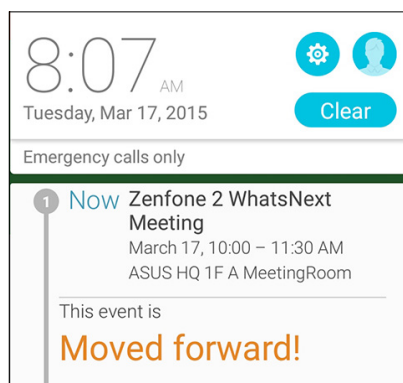 8:07 AM
Tuesday, Mar 17, 2015
Clear
Emergency calls only
1 Now Zenfone 2 WhatsNext
Meeting
March 17, 10:00 – 11:30 AM
ASUS HQ 1F A MeetingRoom
This event is
Moved forward!